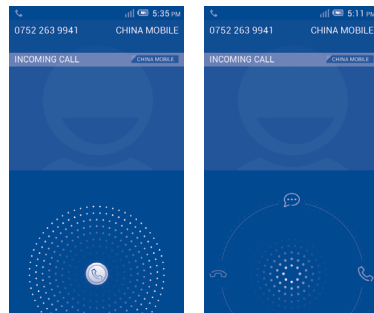 5:35 PM
0752 263 9941 CHINA MOBILE
INCOMING CALL CHINA MOBILE
5:11 PM
0752 263 9941 CHINA MOBILE
INCOMING CALL CHINA MOBILE